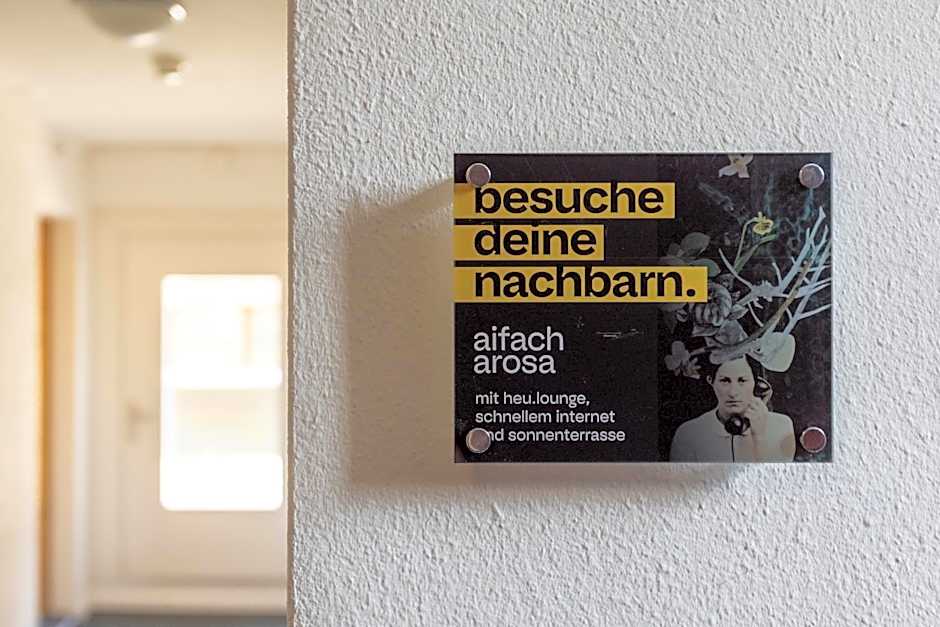 besuche
deine
nachbarn.
aifach
arosa
mit heu.lounge,
schnellem internet
und sonnenterrasse